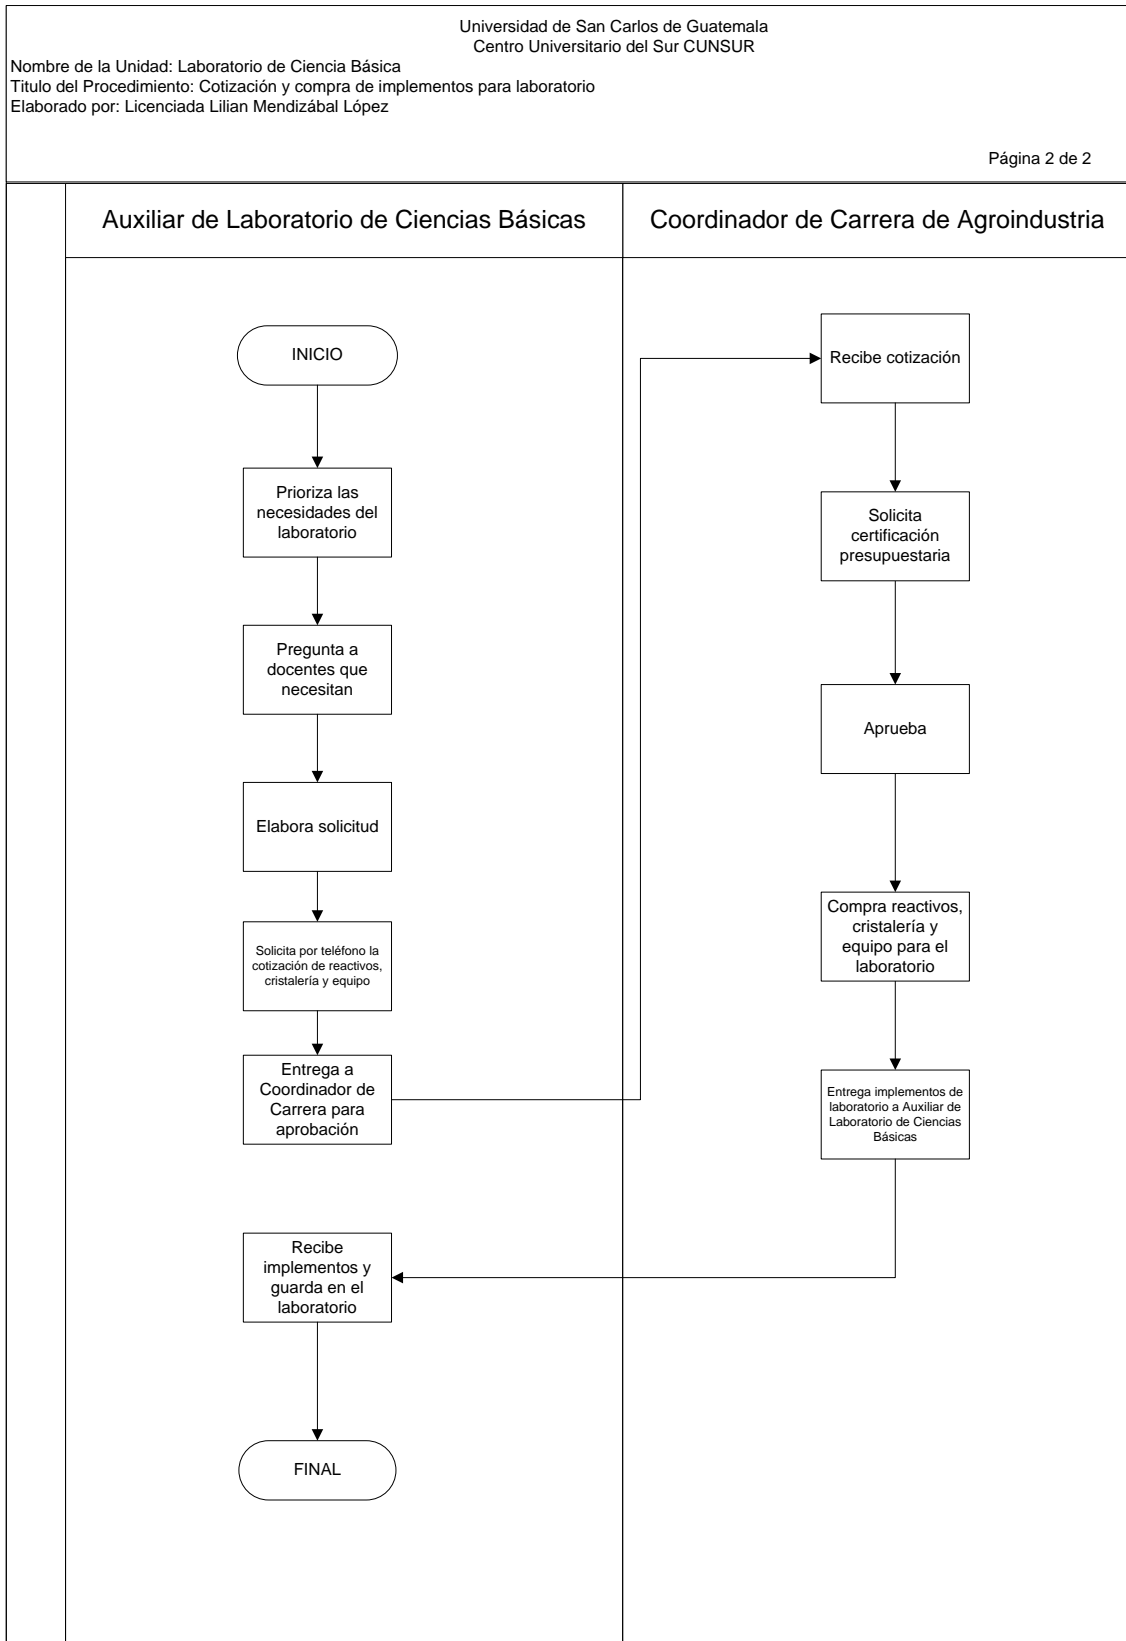 Universidad de San Carlos de Guatemala
Centro Universitario del Sur CUNSUR
Nombre de la Unidad: Laboratorio de Ciencia Básica
Titulo del Procedimiento: Cotización y compra de implementos para laboratorio
Elaborado por: Licenciada Lilian Mendizábal López
Página 2 de 2
Auxiliar de Laboratorio de Ciencias Básicas
Coordinador de Carrera de Agroindustria
INICIO
Prioriza las
necesidades del
laboratorio
Pregunta a
docentes que
necesitan
Elabora solicitud
Solicita por teléfono la
cotización de reactivos,
cristalería y equipo
Entrega a
Coordinador de
Carrera para
aprobación
Recibe cotización
Solicita
certificación
presupuestaria
Aprueba
Compra reactivos,
cristalería y
equipo para el
laboratorio
Entrega implementos de
laboratorio a Auxiliar de
Laboratorio de Ciencias
Básicas
Recibe
implementos y
guarda en el
laboratorio
FINAL